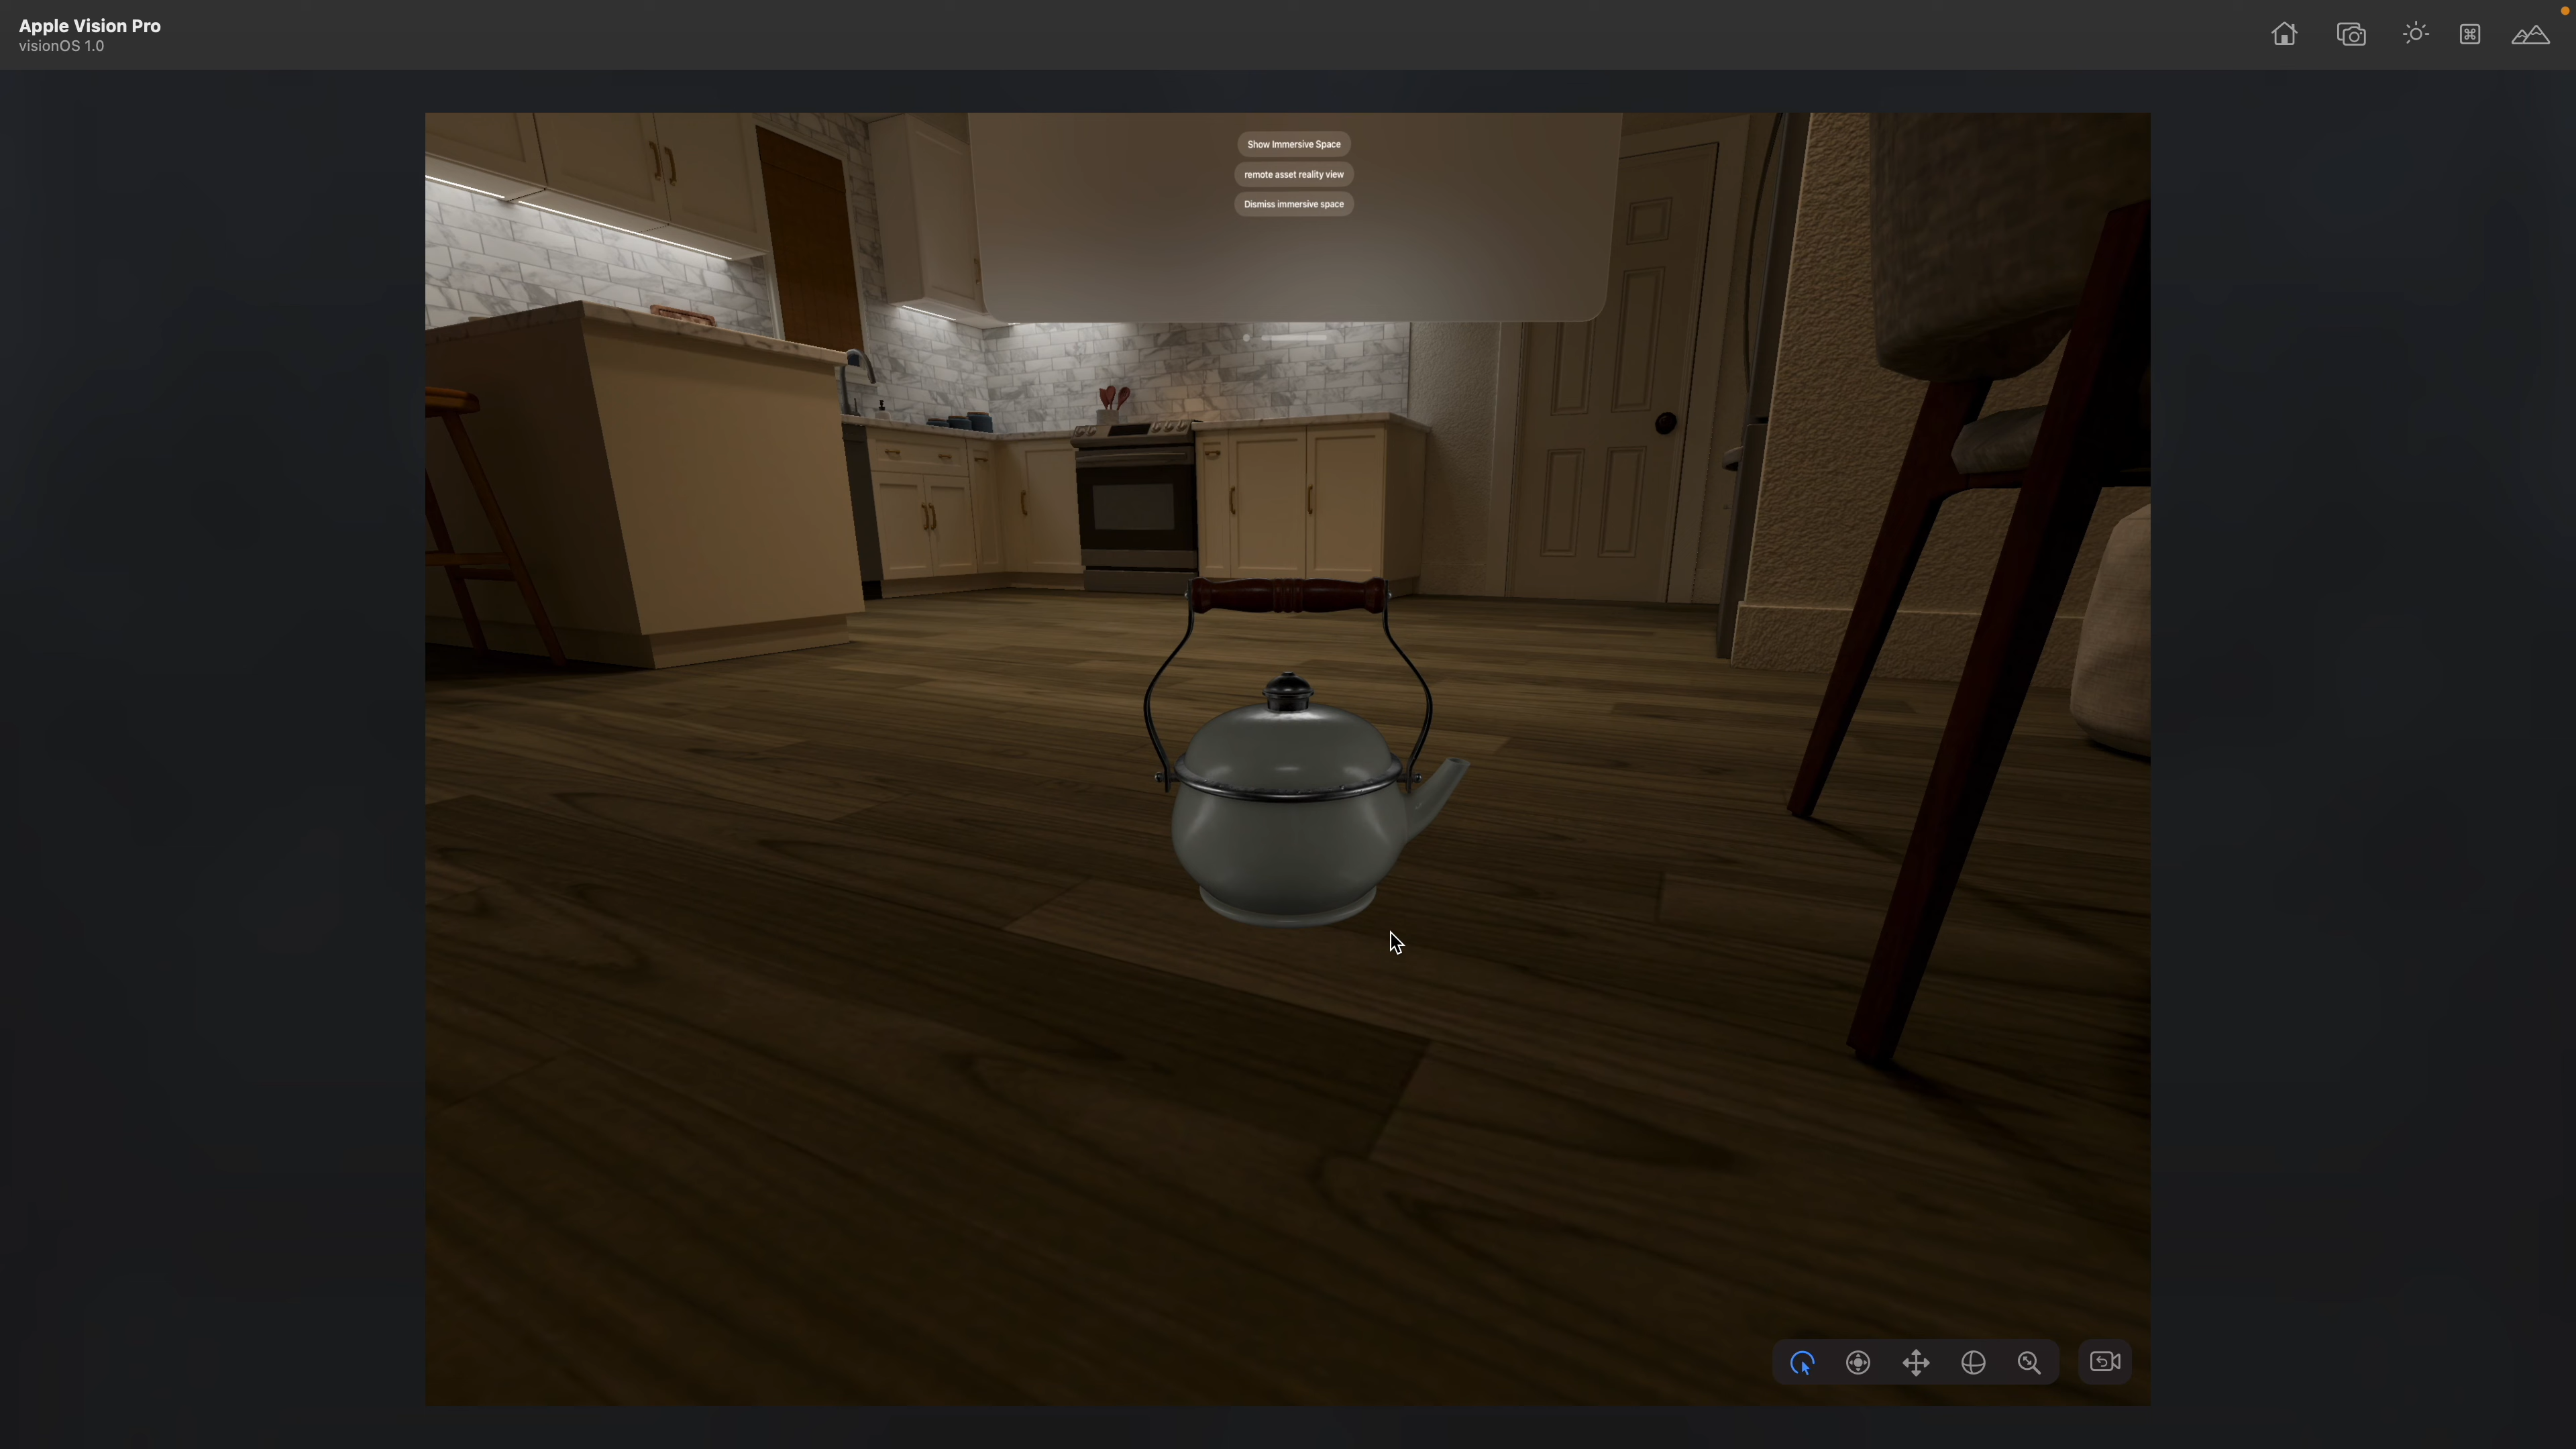 Apple Vision Pro
visionOS 1.0
Show Immersive Space
remote asset reality view
Dismiss immersive space